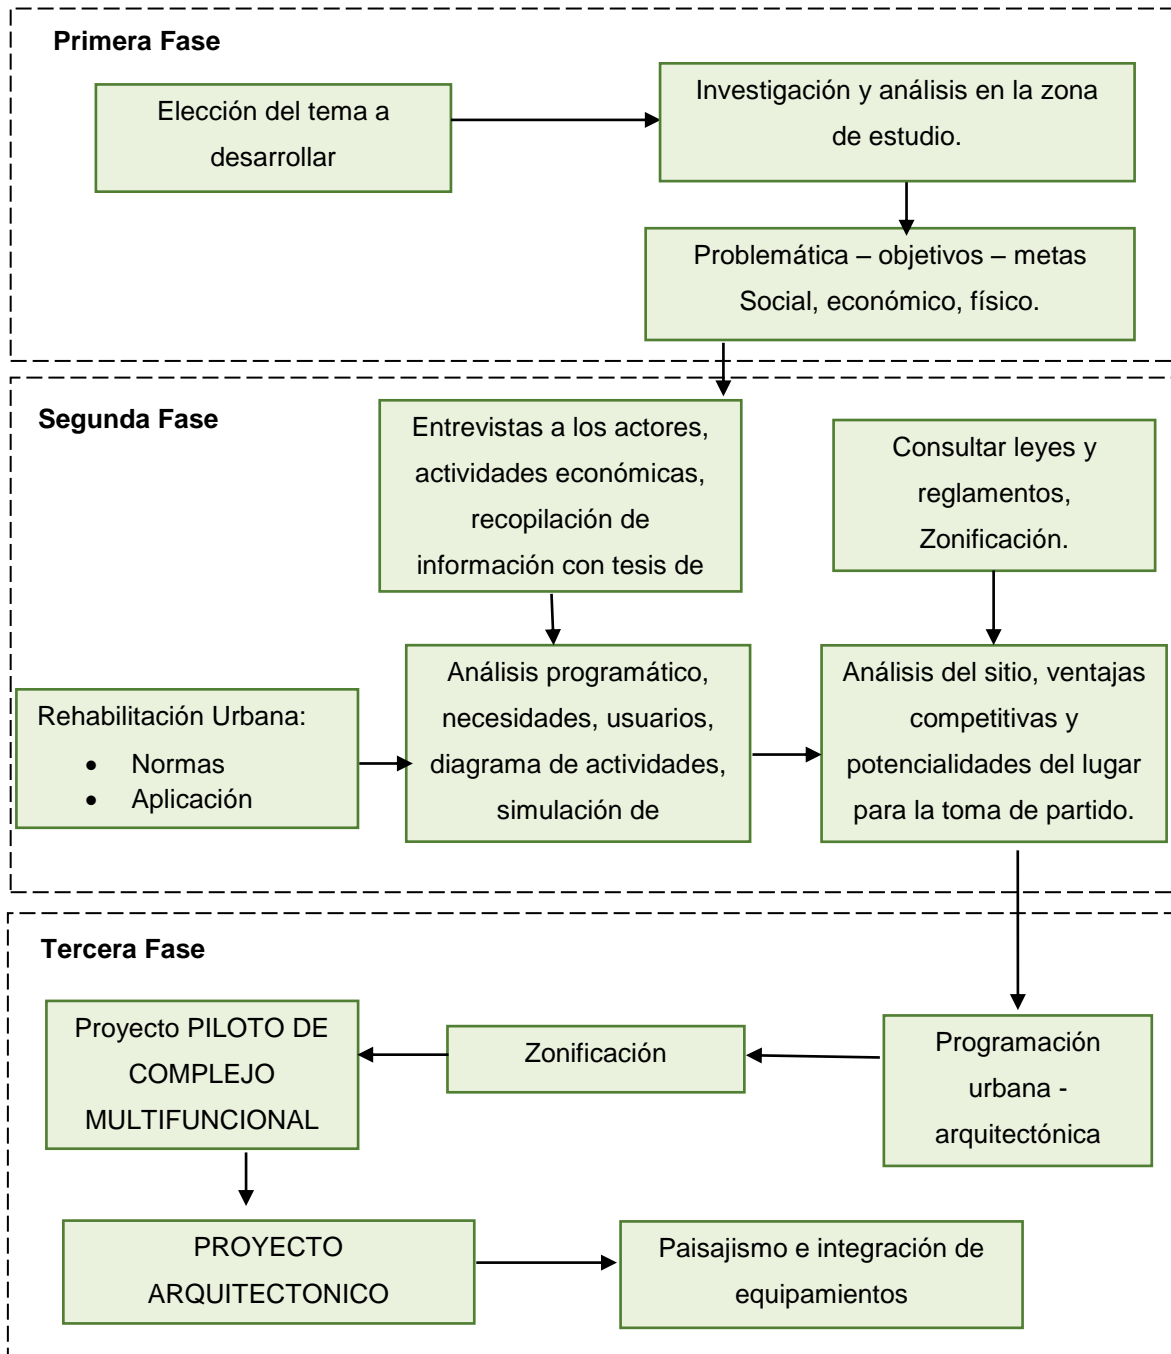 Primera Fase
Elección del tema a
desarrollar
Investigación y análisis en la zona
de estudio.
Problemática – objetivos – metas
Social, económico, físico.
Segunda Fase
Entrevistas a los actores,
actividades económicas,
recopilación de
información con tesis de
Consultar leyes y
reglamentos,
Zonificación.
Rehabilitación Urbana:
• Normas
• Aplicación
Análisis programático,
necesidades, usuarios,
diagrama de actividades,
simulación de
Análisis del sitio, ventajas
competitivas y
potencialidades del lugar
para la toma de partido.
Tercera Fase
Proyecto PILOTO DE
COMPLEJO
MULTIFUNCIONAL
Zonificación
Programación
urbana -
arquitectónica
PROYECTO
ARQUITECTONICO
Paisajismo e integración de
equipamientos